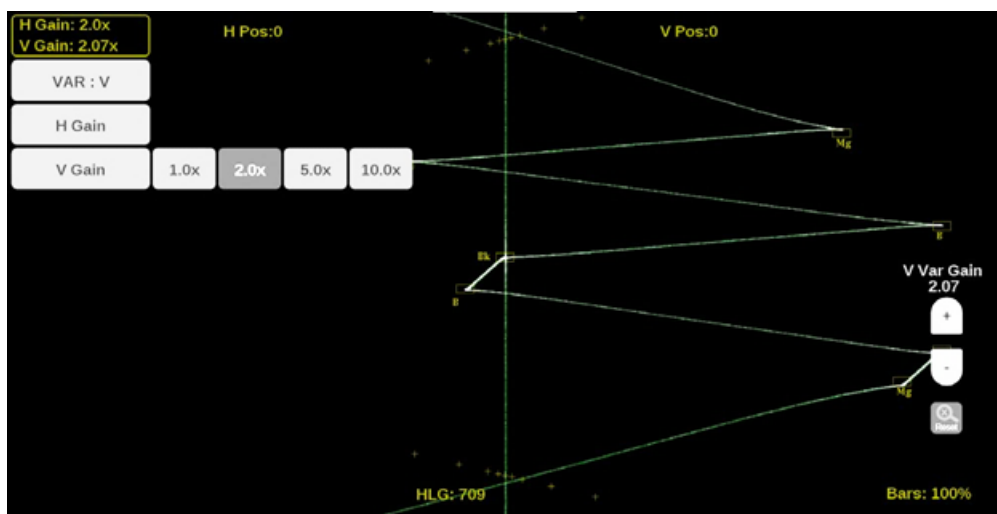 H Gain: 2.0x
V Gain: 2.07x
H Pos:0
V Pos:0
VAR : V
H Gain
V Gain
1.0x
2.0x
5.0x
10.0x
Mg
B
Bk
B
V Var Gain
2.07
+
-
Mg
Reset
HLG: 709
Bars: 100%